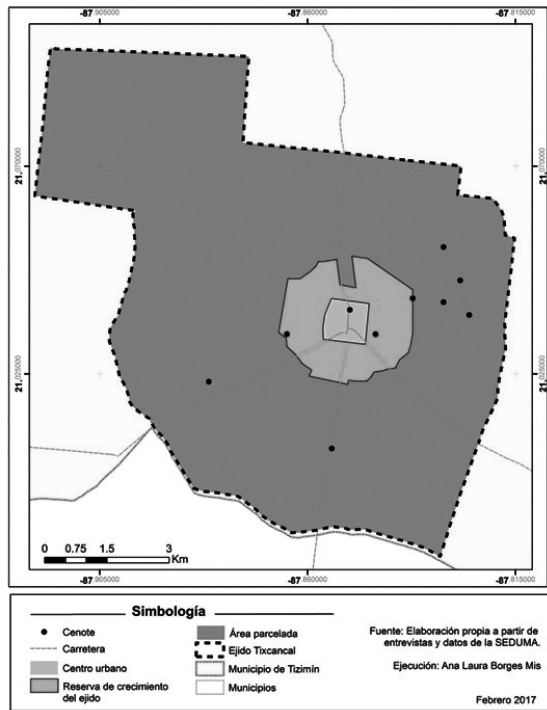 -87.905000 -87.860000 -87.815000
21.070000 21.070000
21.025000 21.025000
0 0.75 1.5 3
Km
-87.905000 -87.860000 -87.815000
Simbología
Cenote
Carretera
Centro urbano
Reserva de crecimiento
del ejido
Área parcelada
Ejido Tixcancal
Municipio de Tizimín
Municipios
Fuente: Elaboración propia a partir de
entrevistas y datos de la SEDUMA.
Ejecución: Ana Laura Borges Mis
Febrero 2017